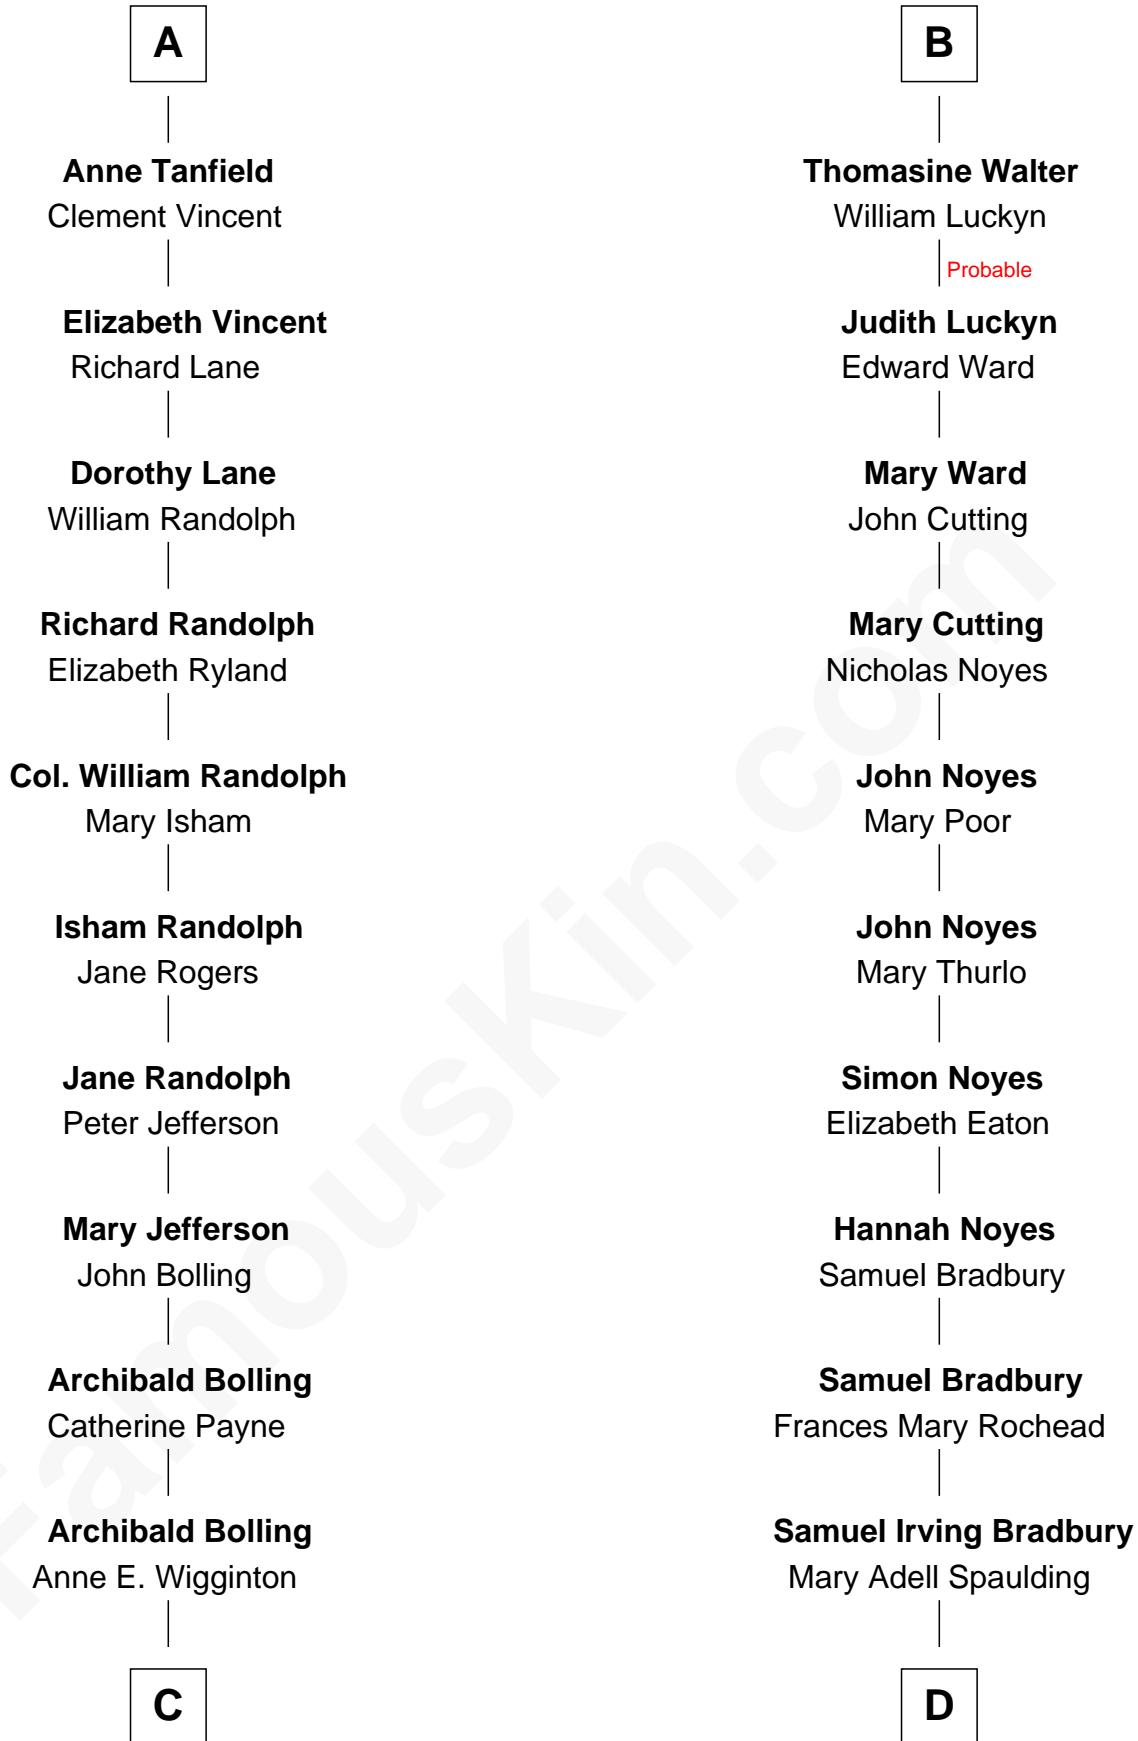 A
Anne Tanfield
Clement Vincent
Elizabeth Vincent
Richard Lane
Dorothy Lane
William Randolph
Richard Randolph
Elizabeth Ryland
Col. William Randolph
Mary Isham
Isham Randolph
Jane Rogers
Jane Randolph
Peter Jefferson
Mary Jefferson
John Bolling
Archibald Bolling
Catherine Payne
Archibald Bolling
Anne E. Wigginton
C
B
Thomasine Walter
William Luckyn
Probable
Judith Luckyn
Edward Ward
Mary Ward
John Cutting
Mary Cutting
Nicholas Noyes
John Noyes
Mary Poor
John Noyes
Mary Thurlo
Simon Noyes
Elizabeth Eaton
Hannah Noyes
Samuel Bradbury
Samuel Bradbury
Frances Mary Rochead
Samuel Irving Bradbury
Mary Adell Spaulding
D
FamousKin.com